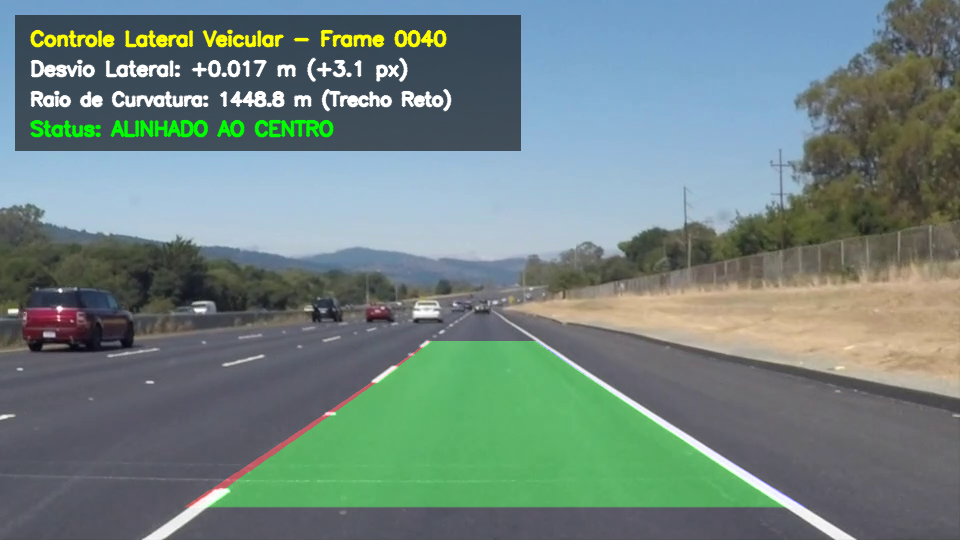 Controle Lateral Veicular - Frame 0040
Desvio Lateral: +0.017 m (+3.1 px)
Raio de Curvatura: 1448.8 m (Trecho Reto)
Status: ALINHADO AO CENTRO